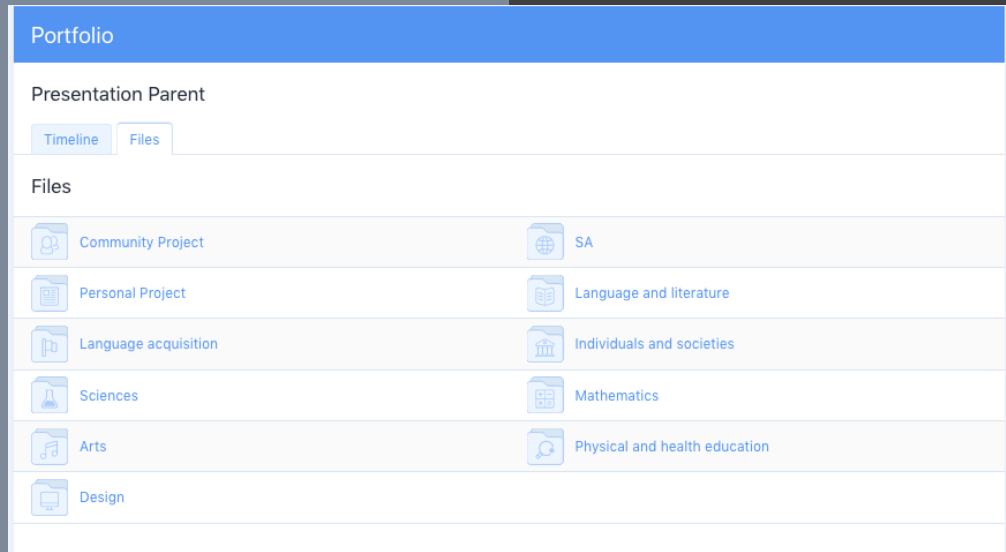 Portfolio
Presentation Parent
Timeline Files
Files
Community Project SA
Personal Project Language and literature
Language acquisition Individuals and societies
Sciences Mathematics
Arts Physical and health education
Design